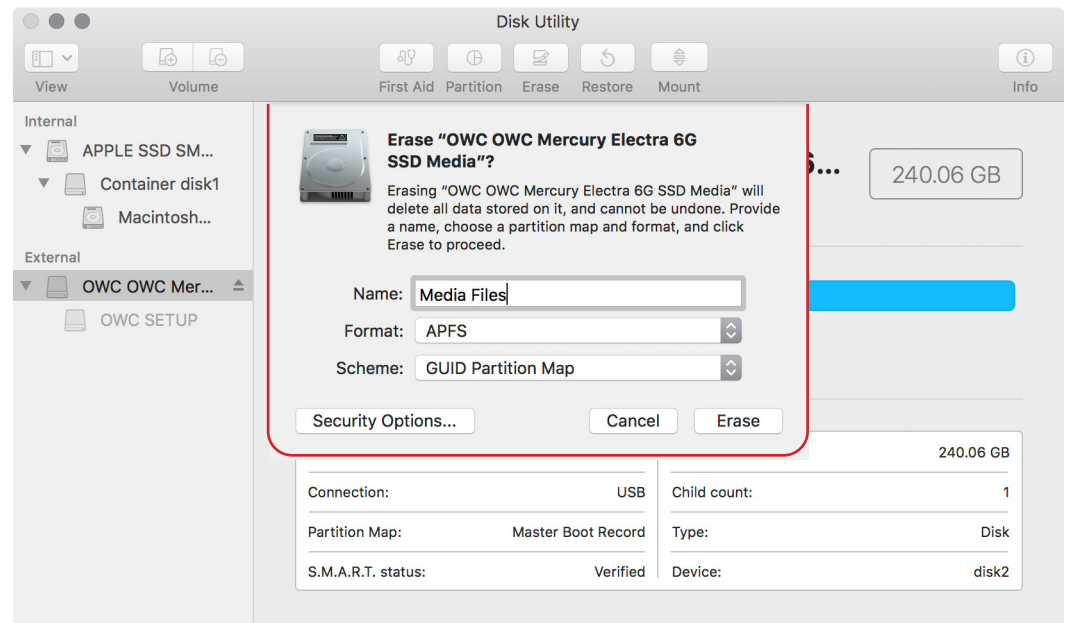 Disk Utility
View
Volume
First Aid
Partition
Erase
Restore
Mount
Info
Internal
APPLE SSD SM...
Container disk1
Macintosh...
External
OWC OWC Mer...
OWC SETUP
Erase “OWC OWC Mercury Electra 6G
SSD Media”?
Erasing “OWC OWC Mercury Electra 6G SSD Media” will
delete all data stored on it, and cannot be undone. Provide
a name, choose a partition map and format, and click
Erase to proceed.
Name: Media Files
Format: APFS
Scheme: GUID Partition Map
Security Options...
Cancel
Erase
240.06 GB
240.06 GB
Connection: USB
Child count: 1
Partition Map: Master Boot Record
Type: Disk
S.M.A.R.T. status: Verified
Device: disk2